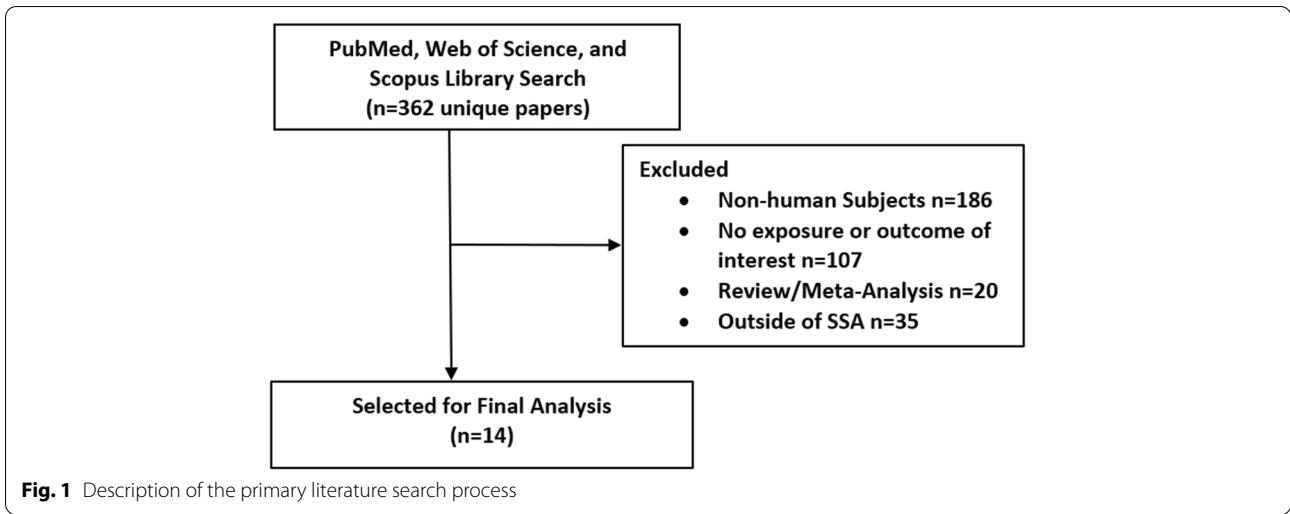 PubMed, Web of Science, and
Scopus Library Search
(n=362 unique papers)
Excluded
• Non-human Subjects n=186
• No exposure or outcome of
interest n=107
• Review/Meta-Analysis n=20
• Outside of SSA n=35
Selected for Final Analysis
(n=14)
Fig. 1 Description of the primary literature search process